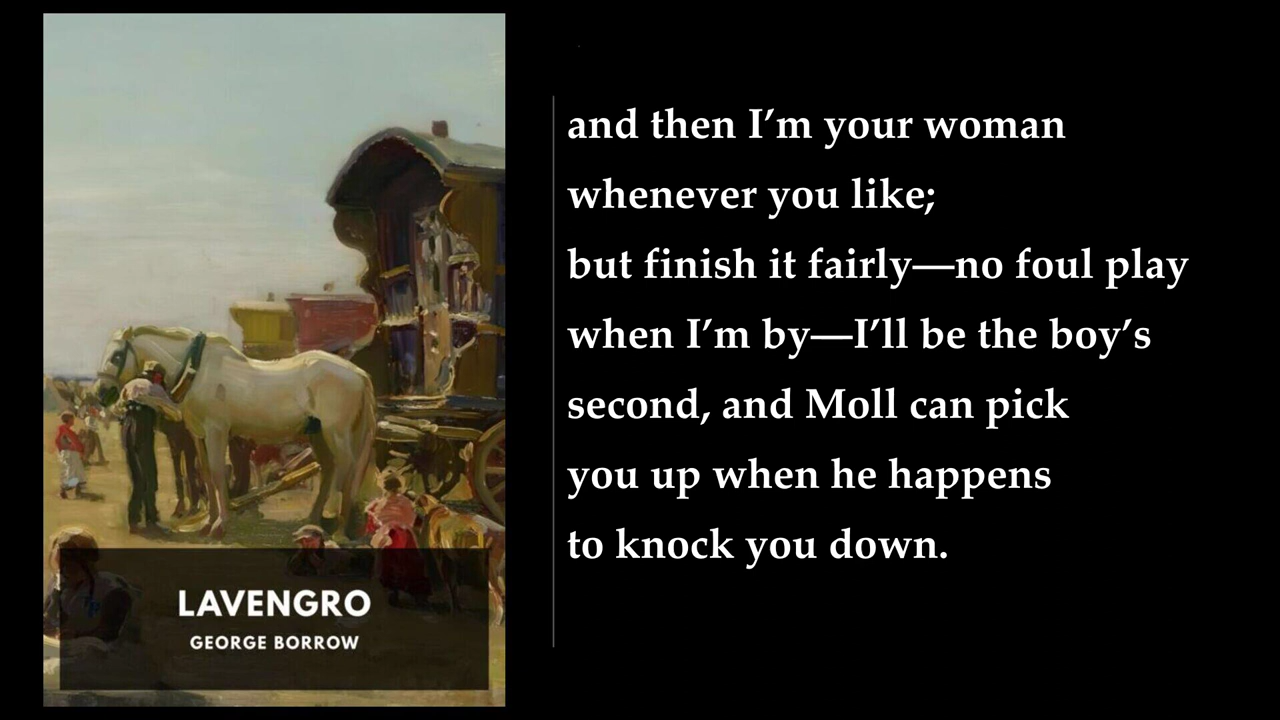 LAVENGRO
GEORGE BORROW
and then I’m your woman
whenever you like;
but finish it fairly—no foul play
when I’m by—I’ll be the boy’s
second, and Moll can pick
you up when he happens
to knock you down.